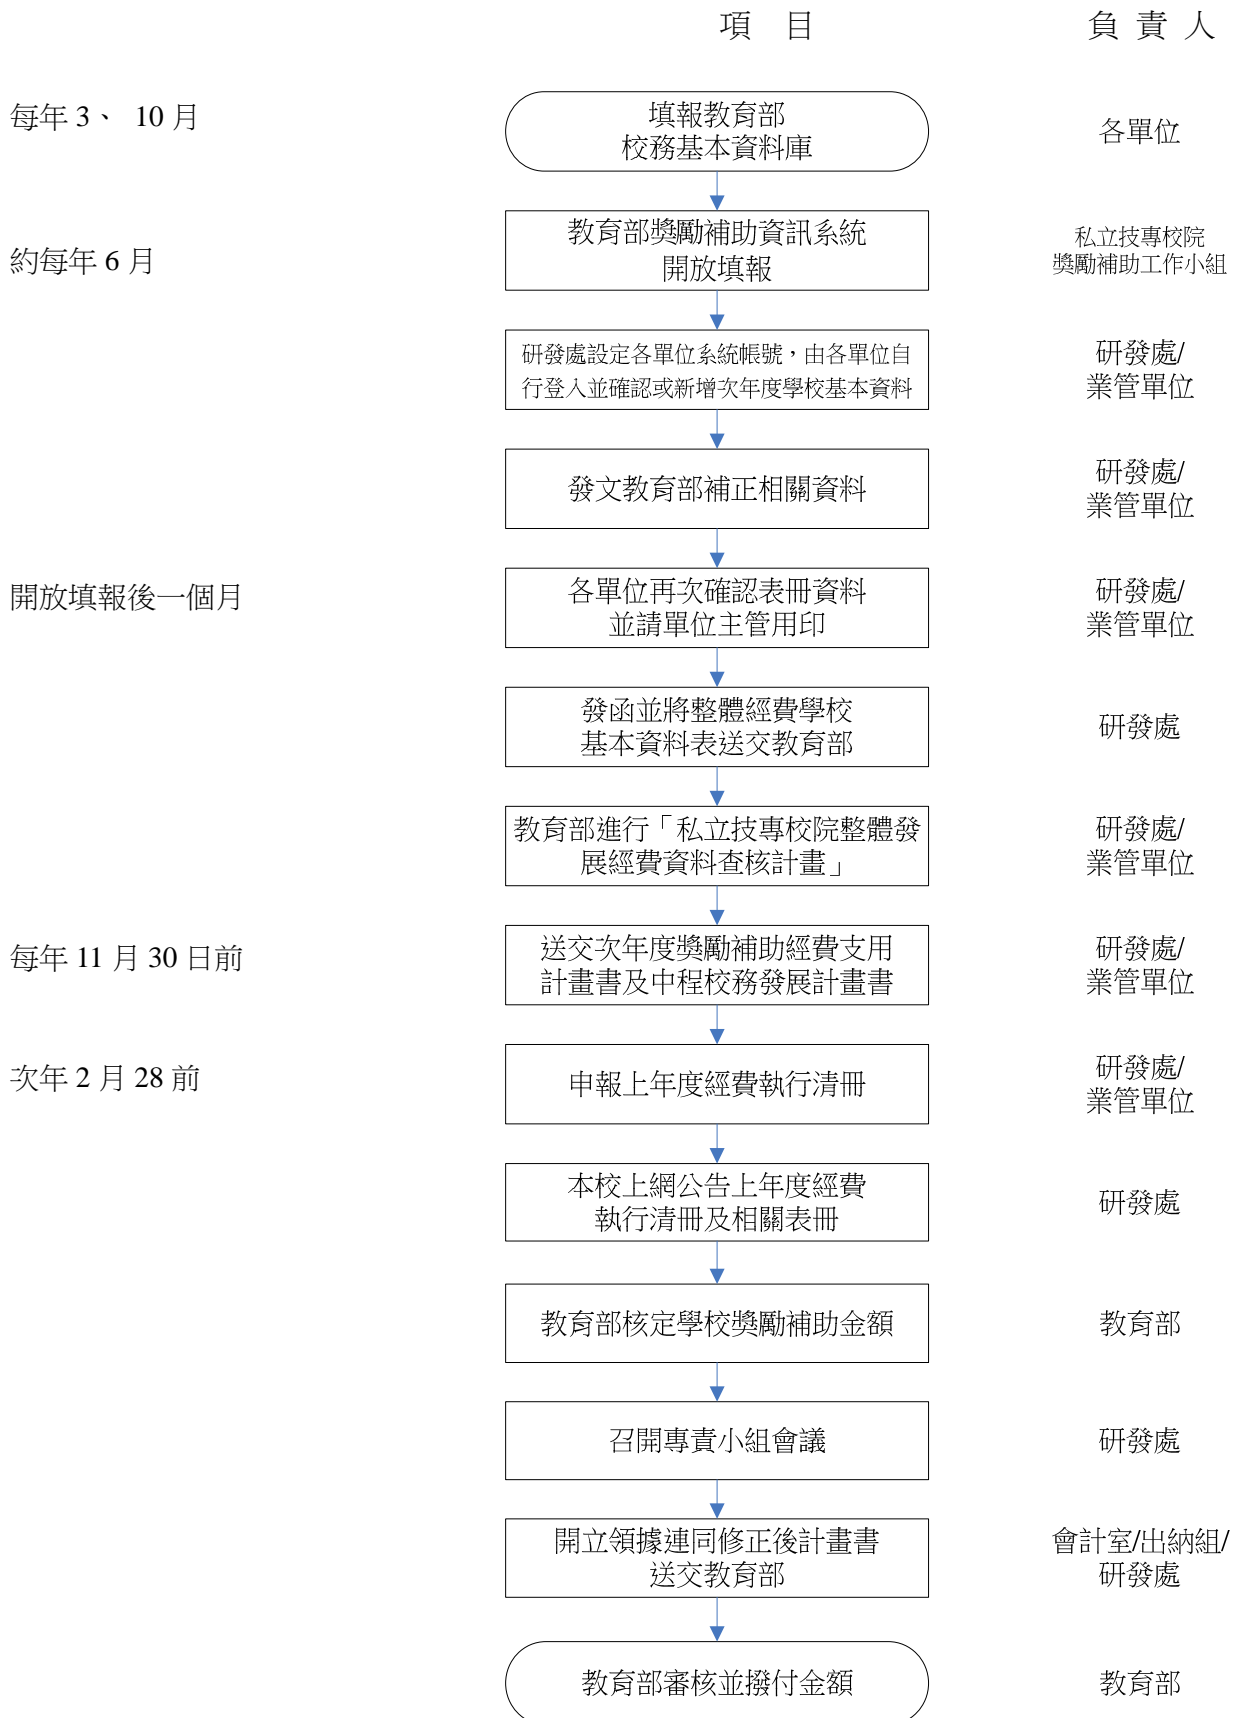 項　目
負 責 人
每年 3、 10 月
填報教育部
校務基本資料庫
各單位
約每年 6 月
教育部獎勵補助資訊系統
開放填報
私立技專校院
獎勵補助工作小組
研發處設定各單位系統帳號，由各單位自
行登入並確認或新增次年度學校基本資料
研發處/
業管單位
發文教育部補正相關資料
研發處/
業管單位
開放填報後一個月
各單位再次確認表冊資料
並請單位主管用印
研發處/
業管單位
發函並將整體經費學校
基本資料表送交教育部
研發處
教育部進行「私立技專校院整體發
展經費資料查核計畫」
研發處/
業管單位
每年 11 月 30 日前
送交次年度獎勵補助經費支用
計畫書及中程校務發展計畫書
研發處/
業管單位
次年 2 月 28 前
申報上年度經費執行清冊
研發處/
業管單位
本校上網公告上年度經費
執行清冊及相關表冊
研發處
教育部核定學校獎勵補助金額
教育部
召開專責小組會議
研發處
開立領據連同修正後計畫書
送交教育部
會計室/出納組/
研發處
教育部審核並撥付金額
教育部